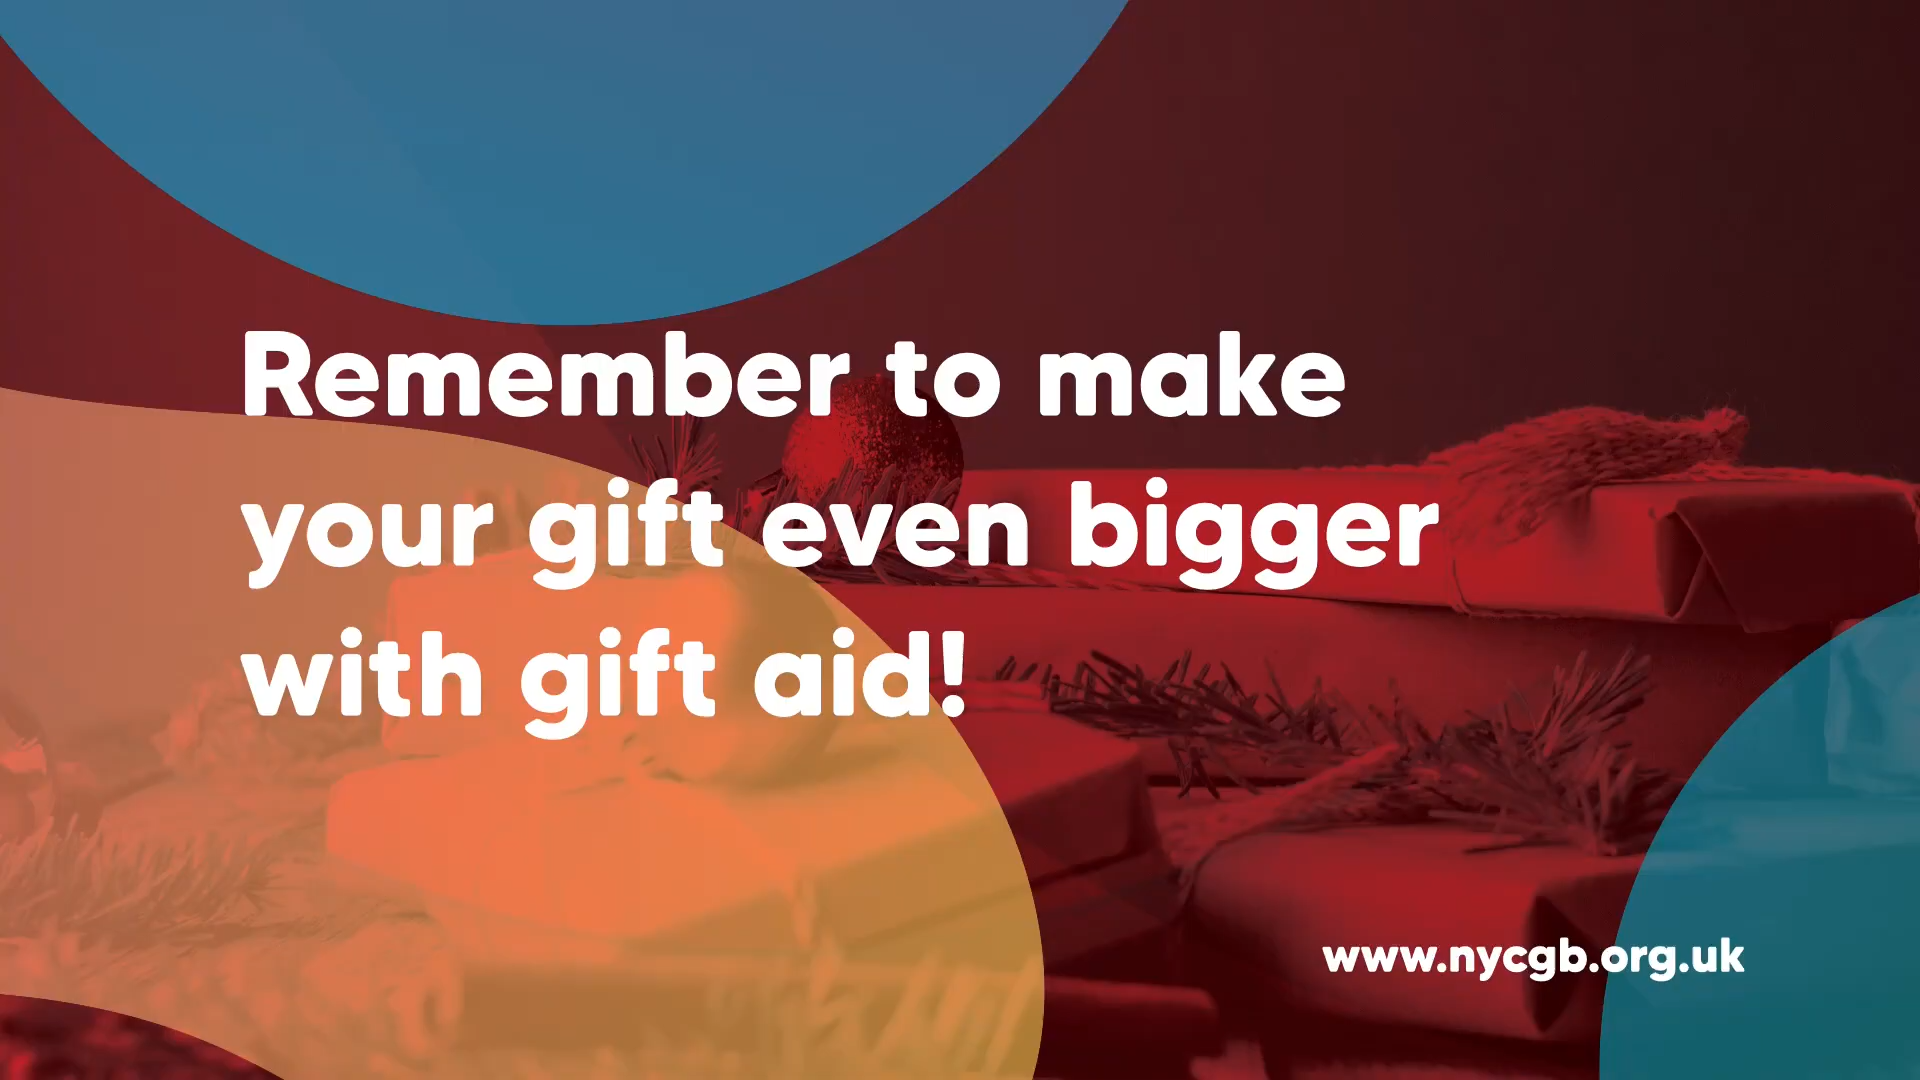 Remember to make
your gift even bigger
with gift aid!
www.nycgb.org.uk